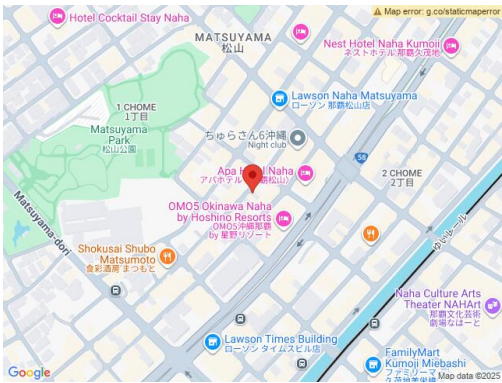 Map error: g.co/staticmaperror
Hotel Cocktail Stay Naha
MATSUYAMA
松山
Nest Hotel Naha Kumoji
ネストホテル那覇久茂地
Lawson Naha Matsuyama
ローソン 那覇松山店
1 CHOME
1丁目
Matsuyama
Park
松山公園
ちゅらさん6沖縄
Night club
58
Apa Hotel Naha
2 CHOME
2丁目
OMO5 Okinawa Naha
by Hoshino Resorts
OMO5沖縄那覇
by 星野リゾート
Matsuyama-dori
Shokusai Shubo
Matsumoto
食彩酒房 まつもと
ゆいレール
Naha Culture Arts
Theater NAHArt
那覇文化芸術
劇場なはーと
Lawson Times Building
ローソン タイムスビル店
FamilyMart
Kumoji Miebashi
Google
Map data ©2025